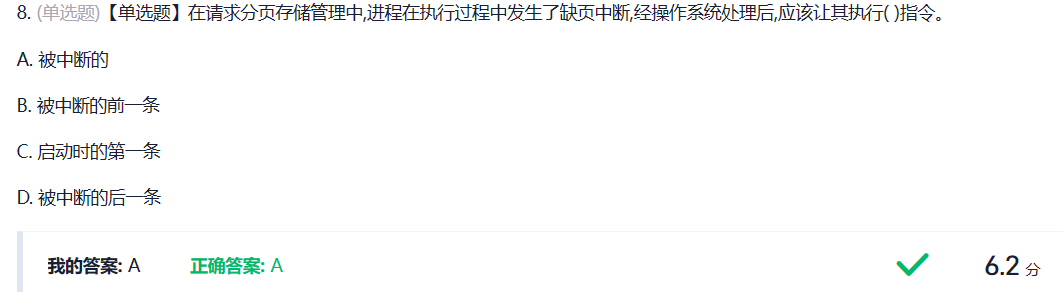 8. (单选题)【单选题】在请求分页存储管理中,进程在执行过程中发生了缺页中断,经操作系统处理后,应该让其执行( )指令。
A. 被中断的
B. 被中断的前一条
C. 启动时的第一条
D. 被中断的后一条
我的答案: A 正确答案: A 6.2 分